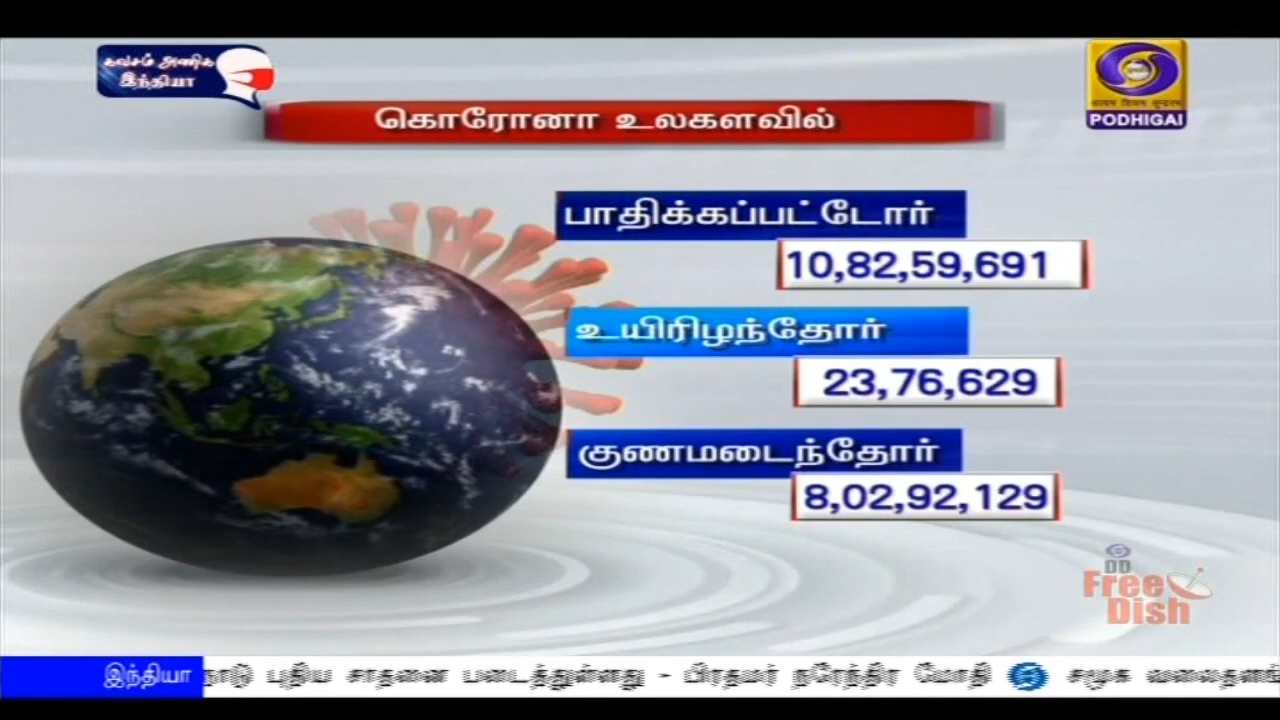 கவசம் அணிக
இந்தியா
கொரோனா உலகளவில்
PODHIGAI
பாதிக்கப்பட்டோர்
10,82,59,691
உயிரிழந்தோர்
23,76,629
குணமடைந்தோர்
8,02,92,129
DD
Free
Dish
இந்தியா நாடு புதிய சாதனை படைத்துள்ளது - பிரதமர் நரேந்திர மோதி சமூக